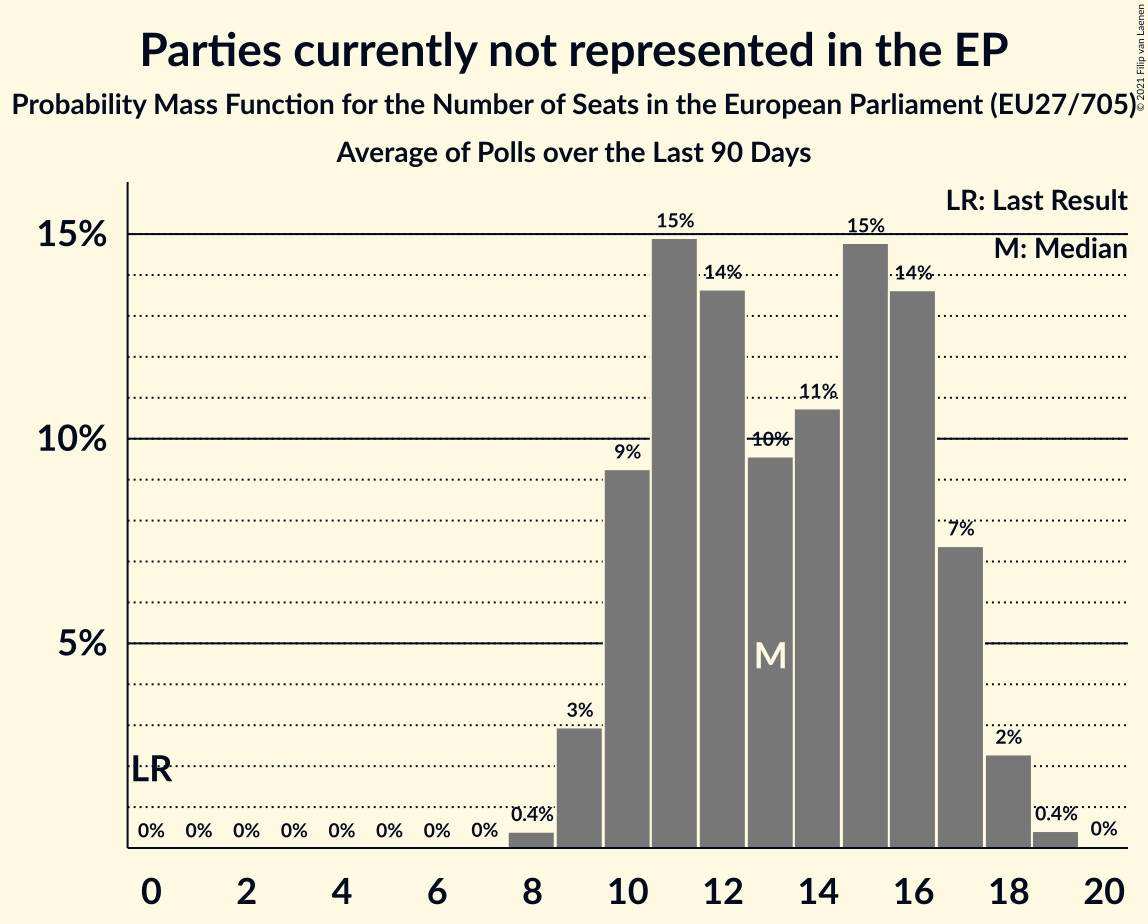 Parties currently not represented in the EP
Probability Mass Function for the Number of Seats in the European Parliament (EU27/705)
Average of Polls over the Last 90 Days
© 2021 Filip van Laenen
LR: Last Result
M: Median
15%
10%
5%
LR
0%
0%
0%
0%
0%
0%
0%
0%
0.4%
3%
9%
15%
14%
10%
11%
15%
14%
7%
2%
0.4%
0%
M
0 2 4 6 8 10 12 14 16 18 20